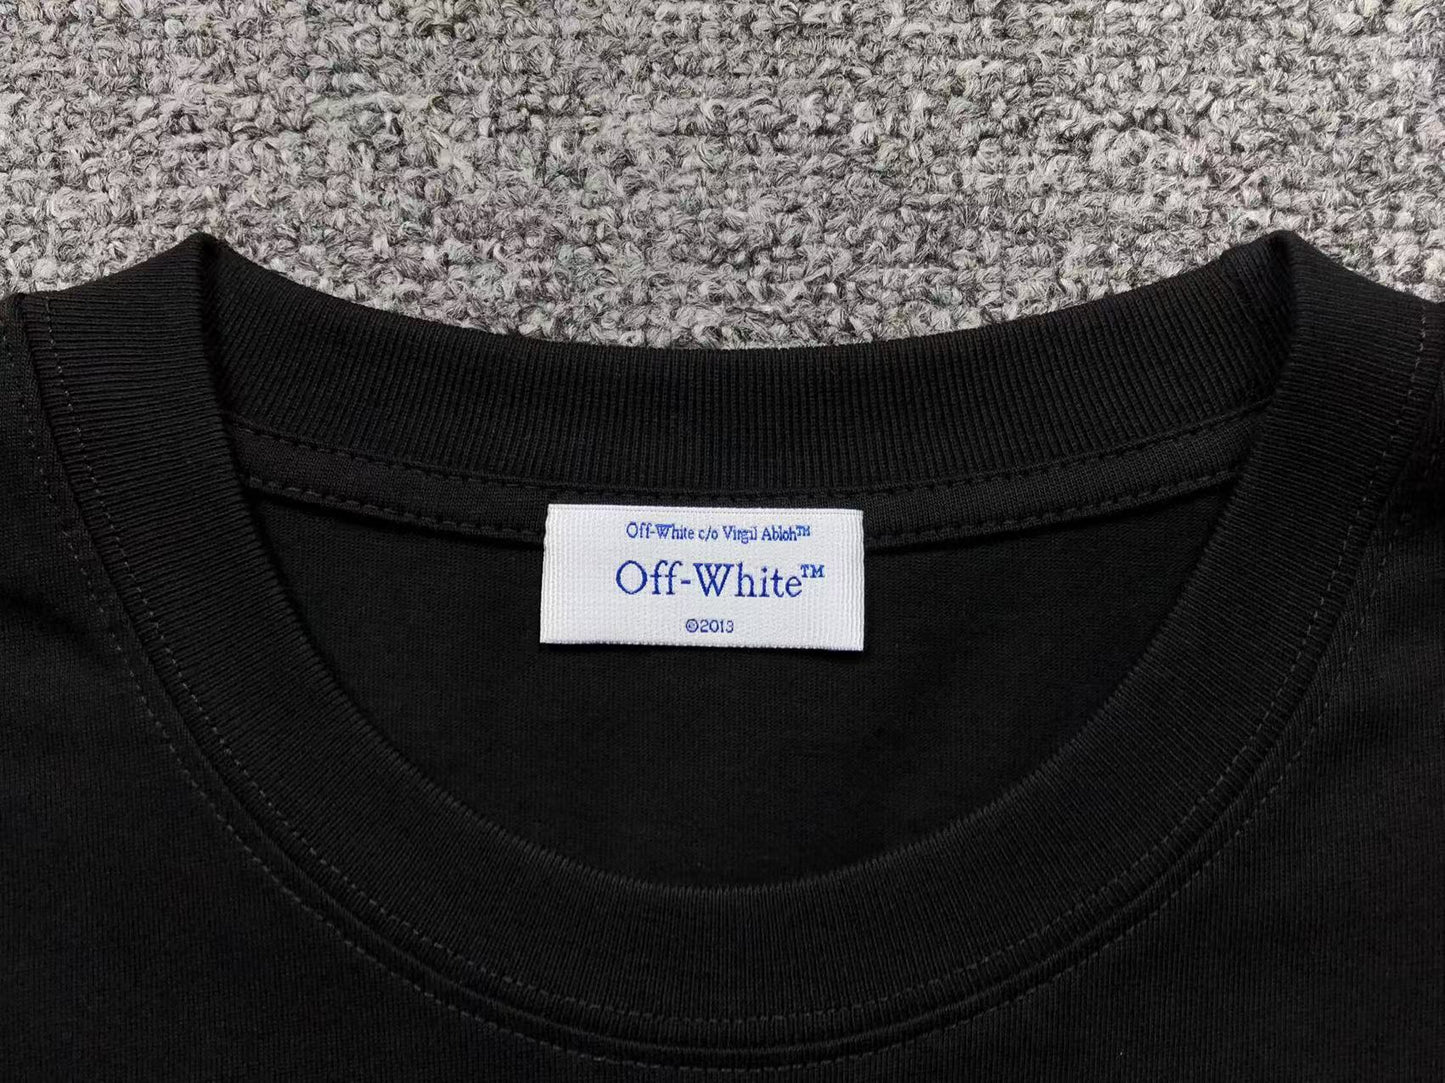 Off-White c/o Virgil Abloh™
Off-White™
©2013